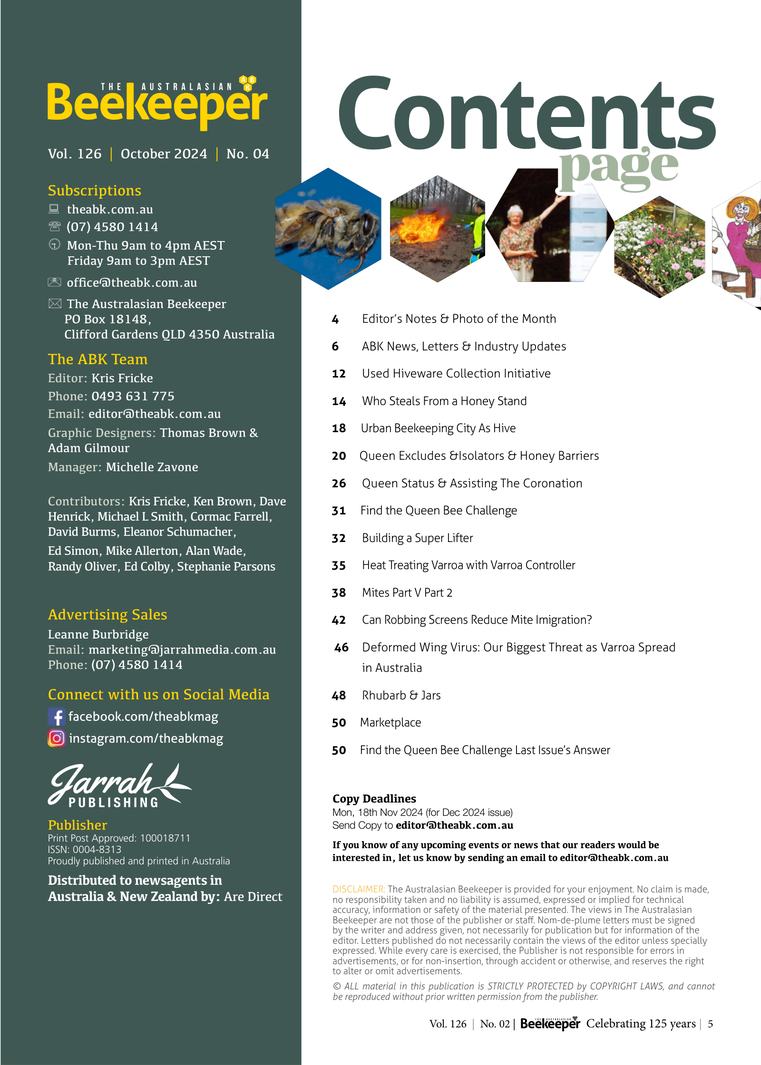 THE AUSTRALASIAN
Beekeeper
Vol. 126 | October 2024 | No. 04
Subscriptions
theabk.com.au
(07) 4580 1414
Mon-Thu 9am to 4pm AEST
Friday 9am to 3pm AEST
office@theabk.com.au
The Australasian Beekeeper
PO Box 18148,
Clifford Gardens QLD 4350 Australia
The ABK Team
Editor: Kris Fricke
Phone: 0493 631 775
Email: editor@theabk.com.au
Graphic Designers: Thomas Brown &
Adam Gilmour
Manager: Michelle Zavone
Contributors: Kris Fricke, Ken Brown, Dave
Henrick, Michael L Smith, Cormac Farrell,
David Burms, Eleanor Schumacher,
Ed Simon, Mike Allerton, Alan Wade,
Randy Oliver, Ed Colby, Stephanie Parsons
Advertising Sales
Leanne Burbridge
Email: marketing@jarrahmedia.com.au
Phone: (07) 4580 1414
Connect with us on Social Media
facebook.com/theabkmag
instagram.com/theabkmag
Jarrah
PUBLISHING
Publisher
Print Post Approved: 100018711
ISSN: 0004-8313
Proudly published and printed in Australia
Distributed to newsagents in
Australia & New Zealand by: Are Direct
Contents
page
4 Editor's Notes & Photo of the Month
6 ABK News, Letters & Industry Updates
12 Used Hiveware Collection Initiative
14 Who Steals From a Honey Stand
18 Urban Beekeeping City As Hive
20 Queen Excludes &Isolators & Honey Barriers
26 Queen Status & Assisting The Coronation
31 Find the Queen Bee Challenge
32 Building a Super Lifter
35 Heat Treating Varroa with Varroa Controller
38 Mites Part V Part 2
42 Can Robbing Screens Reduce Mite Imigration?
46 Deformed Wing Virus: Our Biggest Threat as Varroa Spread
in Australia
48 Rhubarb & Jars
50 Marketplace
50 Find the Queen Bee Challenge Last Issue's Answer
Copy Deadlines
Mon, 18th Nov 2024 (for Dec 2024 issue)
Send Copy to editor@theabk.com.au
If you know of any upcoming events or news that our readers would be
interested in, let us know by sending an email to editor@theabk.com.au
DISCLAIMER: The Australasian Beekeeper is provided for your enjoyment. No claim is made,
no responsibility taken and no liability is assumed, expressed or implied for technical
accuracy, information or safety of the material presented. The views in The Australasian
Beekeeper are not those of the publisher or staff. Nom-de-plume letters must be signed
by the writer and address given, not necessarily for publication but for information of the
editor. Letters published do not necessarily contain the views of the editor unless specially
expressed. While every care is exercised, the Publisher is not responsible for errors in
advertisements, or for non-insertion, through accident or otherwise, and reserves the right
to alter or omit advertisements.
© ALL material in this publication is STRICTLY PROTECTED by COPYRIGHT LAWS, and cannot
be reproduced without prior written permission from the publisher.
Vol. 126 | No. 02 | Beekeeper Celebrating 125 years | 5